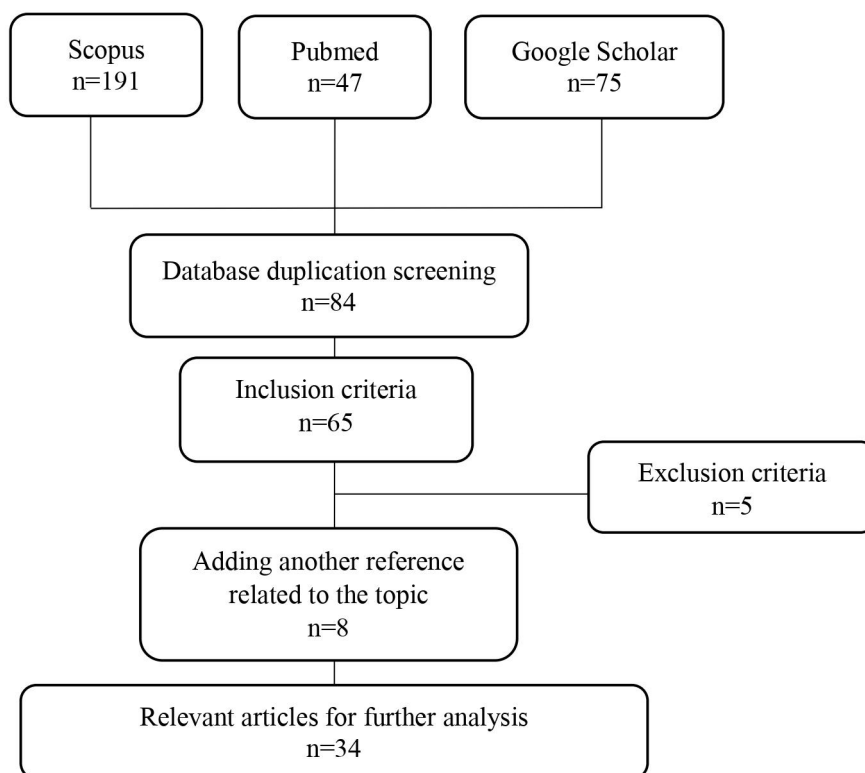 Scopus
n=191
Pubmed
n=47
Google Scholar
n=75
Database duplication screening
n=84
Inclusion criteria
n=65
Exclusion criteria
n=5
Adding another reference
related to the topic
n=8
Relevant articles for further analysis
n=34